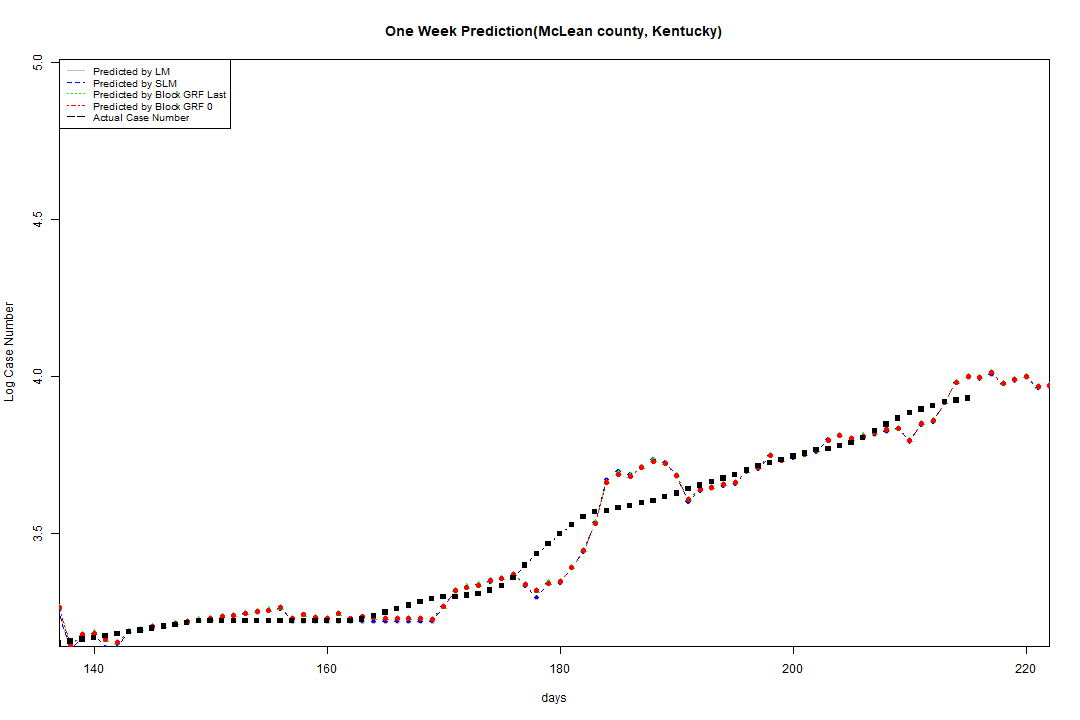 One Week Prediction(McLean county, Kentucky)
Predicted by LM
Predicted by SLM
Predicted by Block GRF Last
Predicted by Block GRF 0
Actual Case Number
5.0
4.5
4.0
3.5
Log Case Number
140 160 180 200 220
days